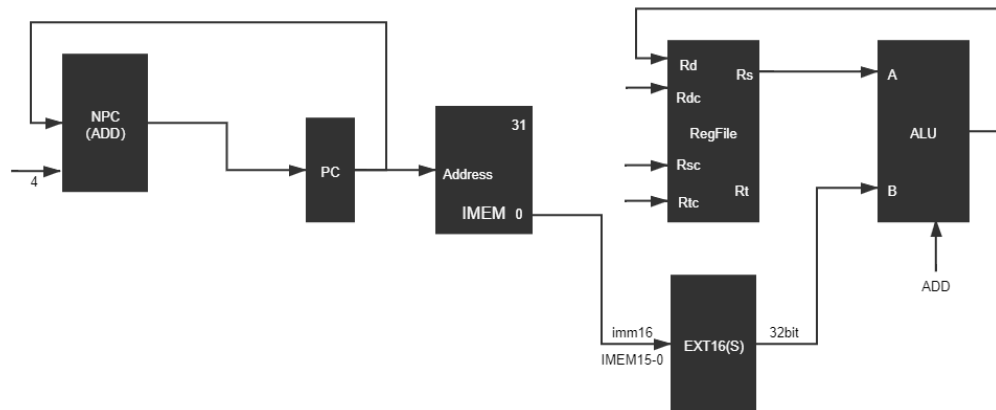 NPC
(ADD)
4
PC
31
Address
IMEM 0
Rd
Rs
Rdc
RegFile
Rsc
Rt
Rtc
A
ALU
B
ADD
imm16
IMEM15-0
EXT16(S)
32bit